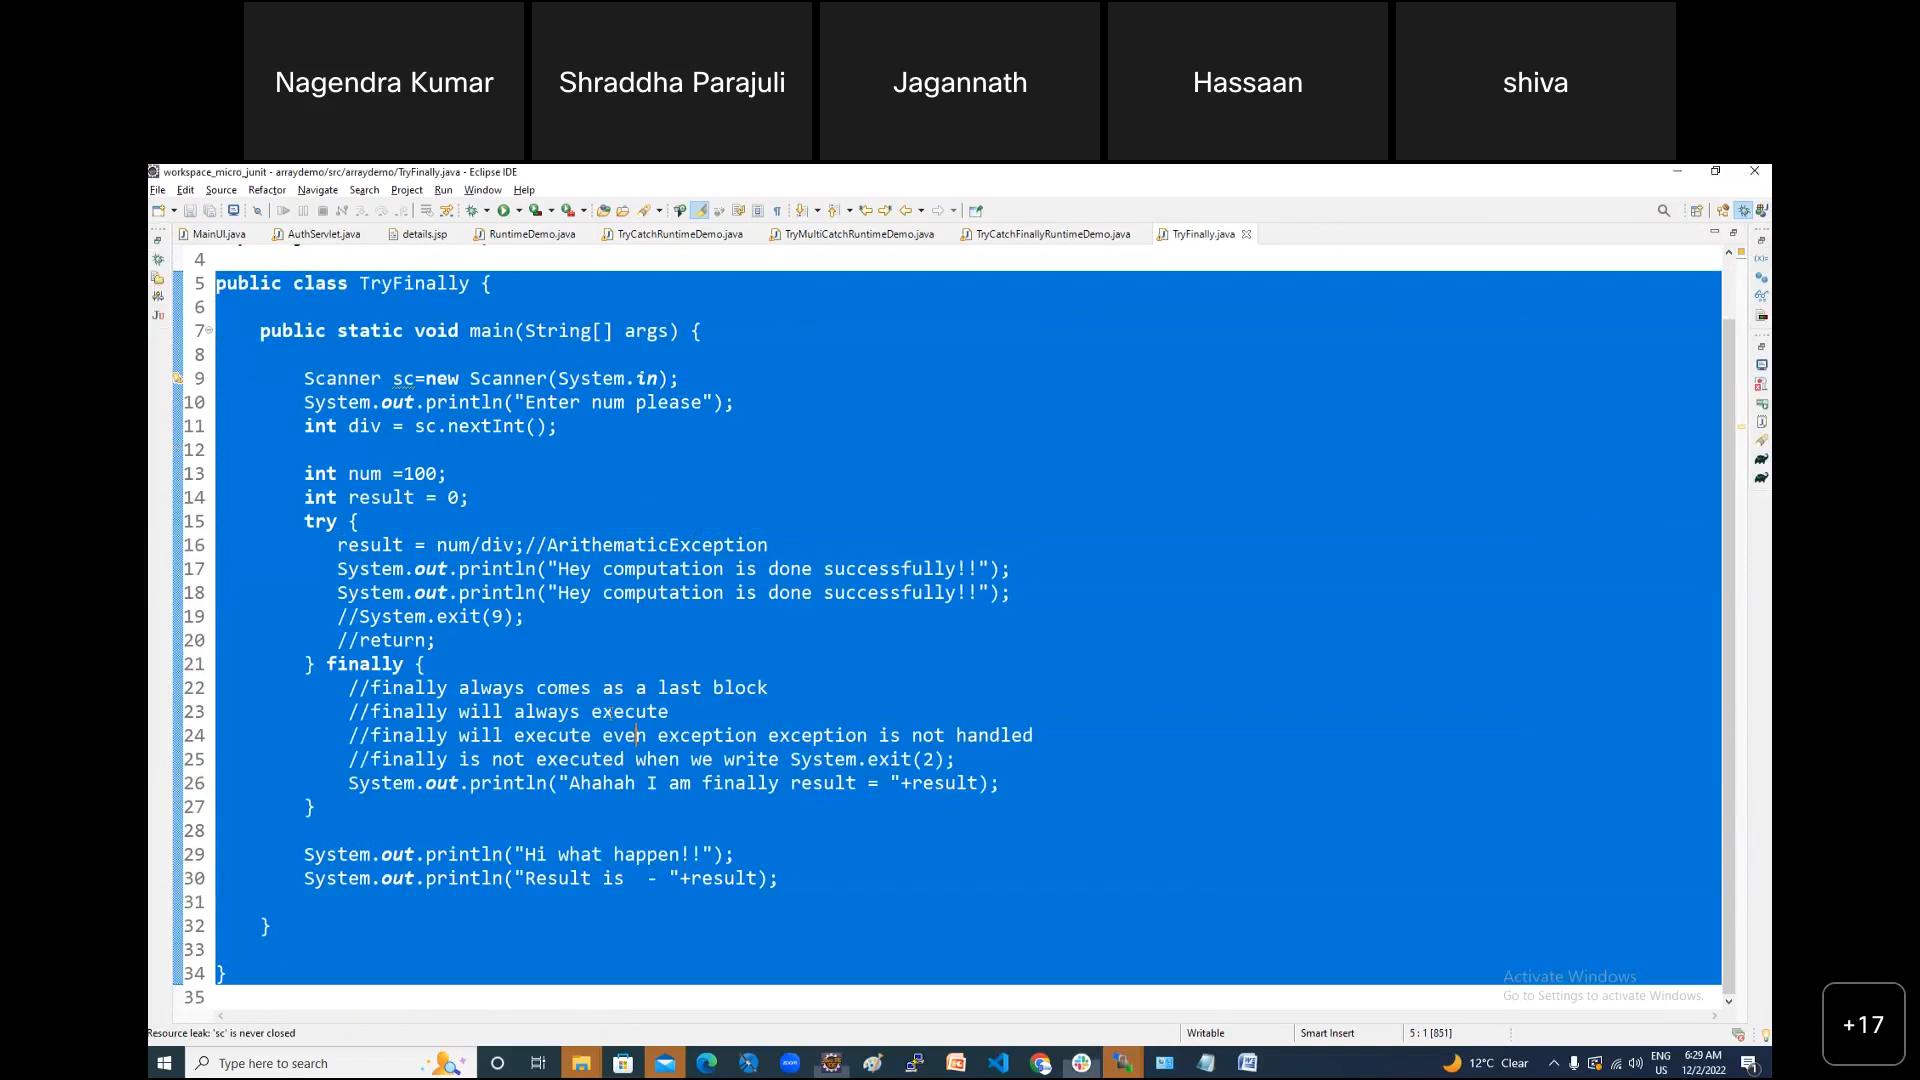 Nagendra Kumar
Shraddha Parajuli
Jagannath
Hassaan
shiva
workspace_micro_junit - arraydemo/src/arraydemo/TryFinally.java - Eclipse IDE
File Edit Source Refactor Navigate Search Project Run Window Help
MainUI.java AuthServlet.java details.jsp RuntimeDemo.java TryCatchRuntimeDemo.java TryMultiCatchRuntimeDemo.java TryCatchFinallyRuntimeDemo.java TryFinally.java
4
5 public class TryFinally {
6
7 public static void main(String[] args) {
8
9 Scanner sc=new Scanner(System.in);
10 System.out.println("Enter num please");
11 int div = sc.nextInt();
12
13 int num =100;
14 int result = 0;
15 try {
16 result = num/div;//ArithematicException
17 System.out.println("Hey computation is done successfully!!");
18 System.out.println("Hey computation is done successfully!!");
19 //System.exit(9);
20 //return;
21 } finally {
22 //finally always comes as a last block
23 //finally will always execute
24 //finally will execute even exception exception is not handled
25 //finally is not executed when we write System.exit(2);
26 System.out.println("Ahahah I am finally result = "+result);
27 }
28
29 System.out.println("Hi what happen!!");
30 System.out.println("Result is  - "+result);
31
32 }
33
34 }
35
Activate Windows
Go to Settings to activate Windows.
+17
Resource leak: 'sc' is never closed
Writable
Smart Insert
5 : 1 [851]
Type here to search
12°C Clear
ENG
US
6:29 AM
12/2/2022